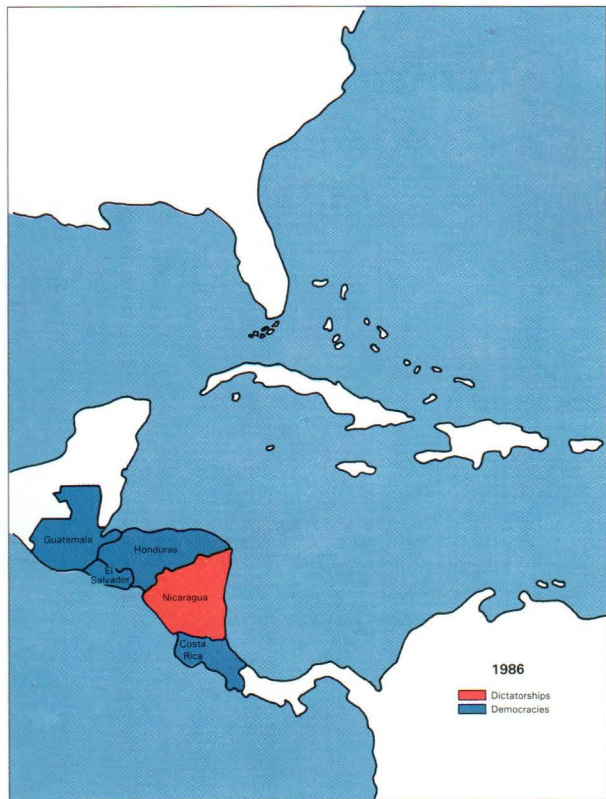 Guatemala
Honduras
El
Salvador
Nicaragua
Costa
Rica
1986
Dictatorships
Democracies